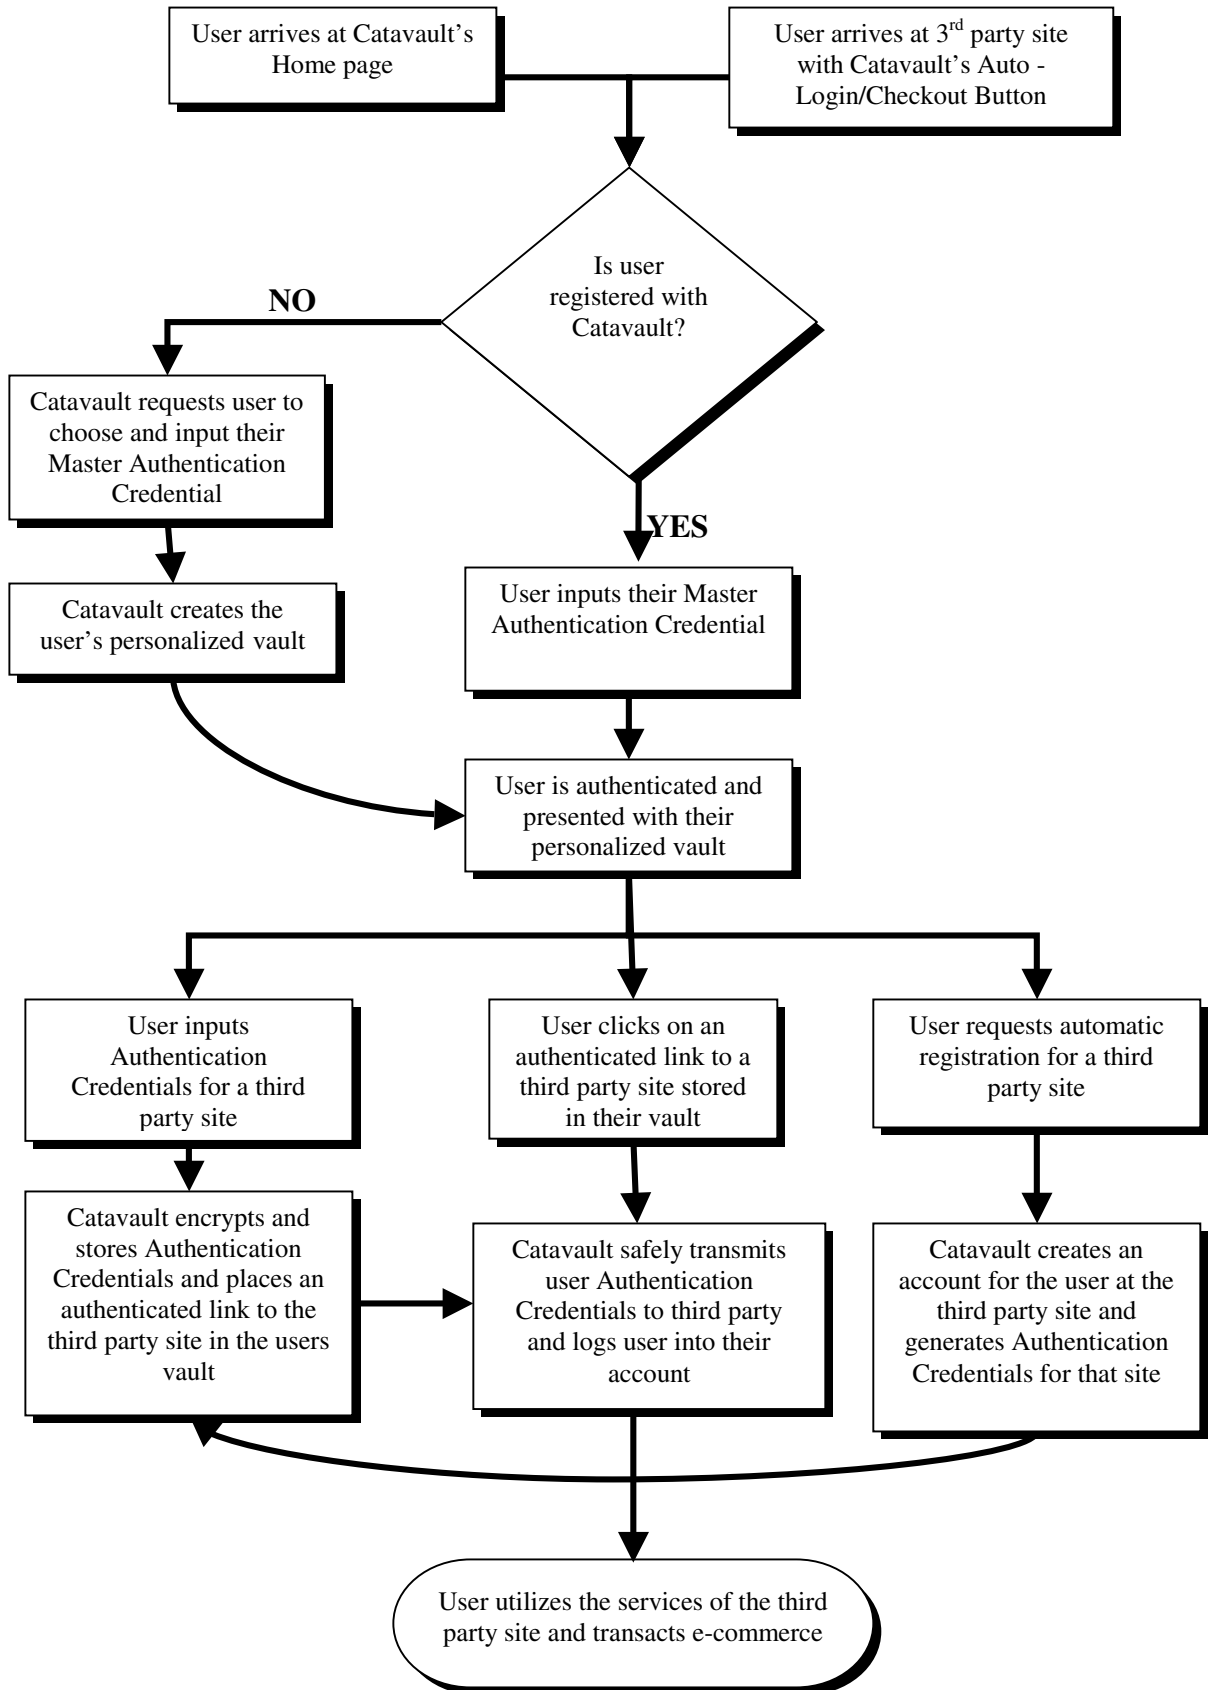 User arrives at Catavault's
Home page
User arrives at 3rd party site
with Catavault's Auto -
Login/Checkout Button
Is user
registered with
Catavault?
NO
Catavault requests user to
choose and input their
Master Authentication
Credential
YES
Catavault creates the
user's personalized vault
User inputs their Master
Authentication Credential
User is authenticated and
presented with their
personalized vault
User inputs
Authentication
Credentials for a third
party site
User clicks on an
authenticated link to a
third party site stored
in their vault
User requests automatic
registration for a third
party site
Catavault encrypts and
stores Authentication
Credentials and places an
authenticated link to the
third party site in the users
vault
Catavault safely transmits
user Authentication
Credentials to third party
and logs user into their
account
Catavault creates an
account for the user at the
third party site and
generates Authentication
Credentials for that site
User utilizes the services of the third
party site and transacts e-commerce